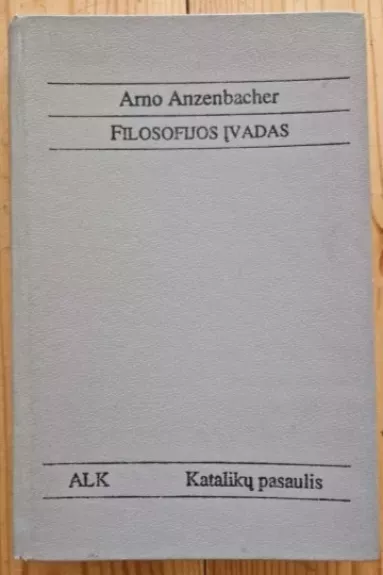 Arno Anzenbacher
FILOSOFIJOS ĮVADAS
ALK Katalikų pasaulis